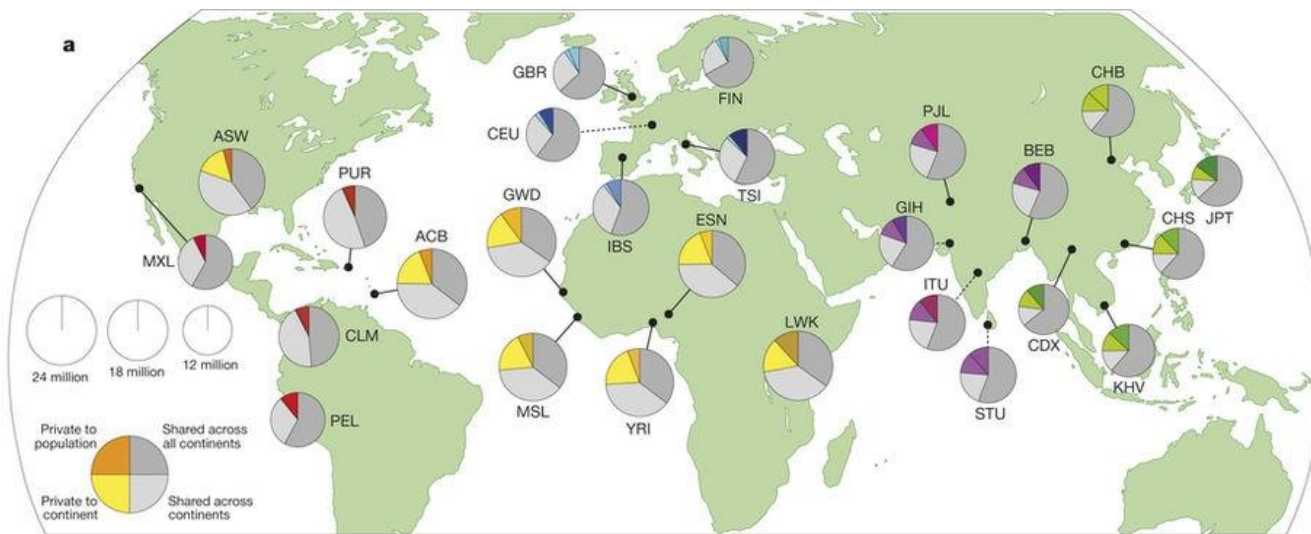 a
GBR
FIN
CHB
CEU
PJL
BEB
ASW
PUR
GWD
IBS
TSI
ESN
GIH
CHS
JPT
MXL
ACB
ITU
CLM
LWK
CDX
24 million
18 million
12 million
MSL
YRI
STU
KHV
PEL
Private to
population
Shared across
all continents
Private to
continent
Shared across
continents